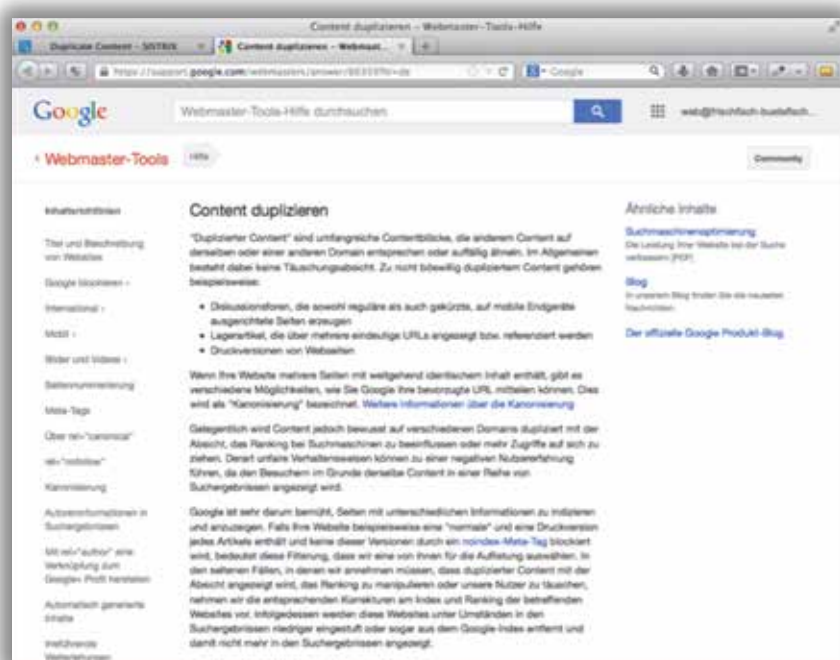 Content duplizieren – Webmaster-Tools-Hilfe
Duplicate Content - SISTRIX
Content duplizieren – Webmast...
https://support.google.com/webmasters/answer/66359?hl=de
Google
Google
Webmaster-Tools-Hilfe durchsuchen
‹ Webmaster-Tools
Hilfe
Community
Inhaltsrichtlinien
Titel und Beschreibung
von Websites
Google blockieren ›
International ›
Mobil ›
Bilder und Videos ›
Seitennummerierung
Meta-Tags
Über rel="canonical"
rel="nofollow"
Kanonisierung
Autoreninformationen in
Suchergebnissen
Mit rel="author" eine
Verknüpfung zum
Google+ Profil herstellen
Automatisch generierte
Inhalte
Irreführende
Weiterleitungen
Content duplizieren
"Duplizierter Content" sind umfangreiche Contentblöcke, die anderem Content auf
derselben oder einer anderen Domain entsprechen oder auffällig ähneln. Im Allgemeinen
besteht dabei keine Täuschungsabsicht. Zu nicht böswillig dupliziertem Content gehören
beispielsweise:
• Diskussionsforen, die sowohl reguläre als auch gekürzte, auf mobile Endgeräte
ausgerichtete Seiten erzeugen
• Lagerartikel, die über mehrere eindeutige URLs angezeigt bzw. referenziert werden
• Druckversionen von Webseiten
Wenn Ihre Website mehrere Seiten mit weitgehend identischem Inhalt enthält, gibt es
verschiedene Möglichkeiten, wie Sie Google Ihre bevorzugte URL mitteilen können. Dies
wird als "Kanonisierung" bezeichnet. Weitere Informationen über die Kanonisierung
Gelegentlich wird Content jedoch bewusst auf verschiedenen Domains dupliziert mit der
Absicht, das Ranking bei Suchmaschinen zu beeinflussen oder mehr Zugriffe auf sich zu
ziehen. Derart unfaire Verhaltensweisen können zu einer negativen Nutzererfahrung
führen, da den Besuchern im Grunde derselbe Content in einer Reihe von
Suchergebnissen angezeigt wird.
Google ist sehr darum bemüht, Seiten mit unterschiedlichen Informationen zu indizieren
und anzuzeigen. Falls Ihre Website beispielsweise eine "normale" und eine Druckversion
jedes Artikels enthält und keine dieser Versionen durch ein noindex-Meta-Tag blockiert
wird, bedeutet diese Filterung, dass wir eine von ihnen für die Auflistung auswählen. In
den seltenen Fällen, in denen wir annehmen müssen, dass duplizierter Content mit der
Absicht angezeigt wird, das Ranking zu manipulieren oder unsere Nutzer zu täuschen,
nehmen wir die entsprechenden Korrekturen am Index und Ranking der betreffenden
Websites vor. Infolgedessen werden diese Websites unter Umständen in den
Suchergebnissen niedriger eingestuft oder sogar aus dem Google-Index entfernt und
damit nicht mehr in den Suchergebnissen angezeigt.
Ähnliche Inhalte
Suchmaschinenoptimierung
Die Leistung Ihrer Website bei der Suche
verbessern [PDF]
Blog
In unserem Blog finden Sie die neuesten
Nachrichten
Der offizielle Google Produkt-Blog